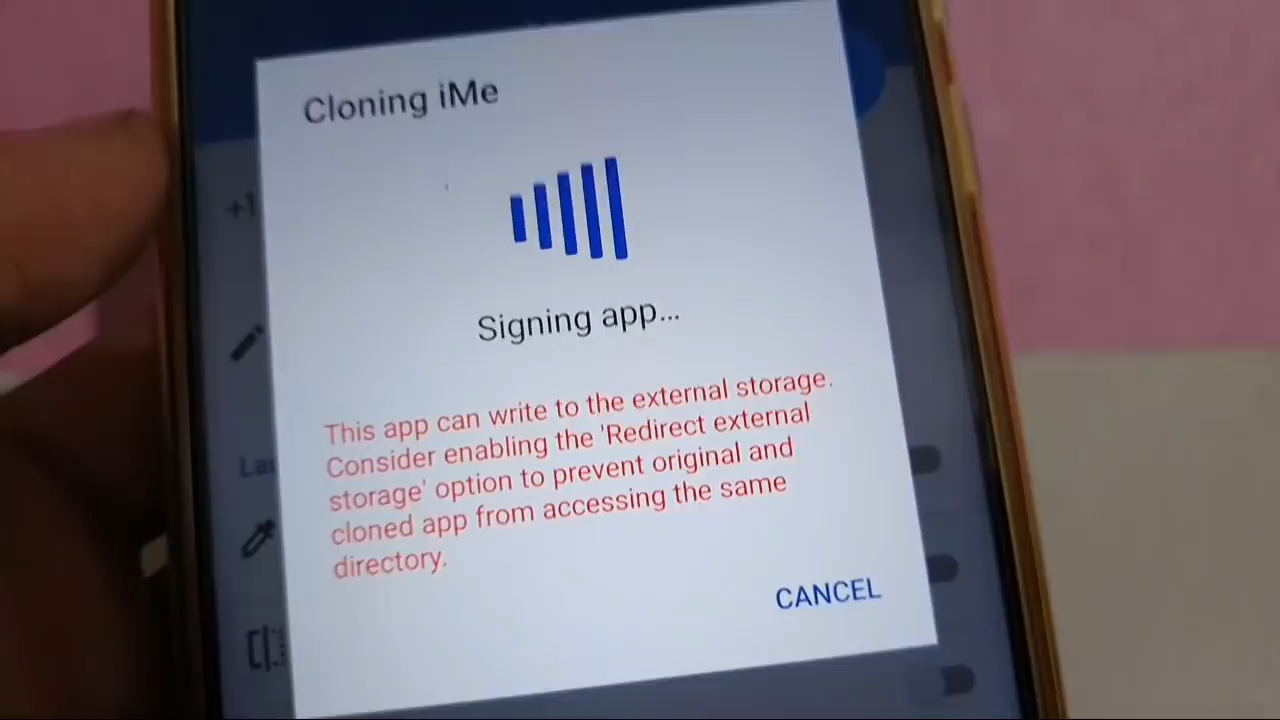 Cloning iMe
+1
Signing app...
This app can write to the external storage.
Consider enabling the 'Redirect external
storage' option to prevent original and
cloned app from accessing the same
directory.
CANCEL